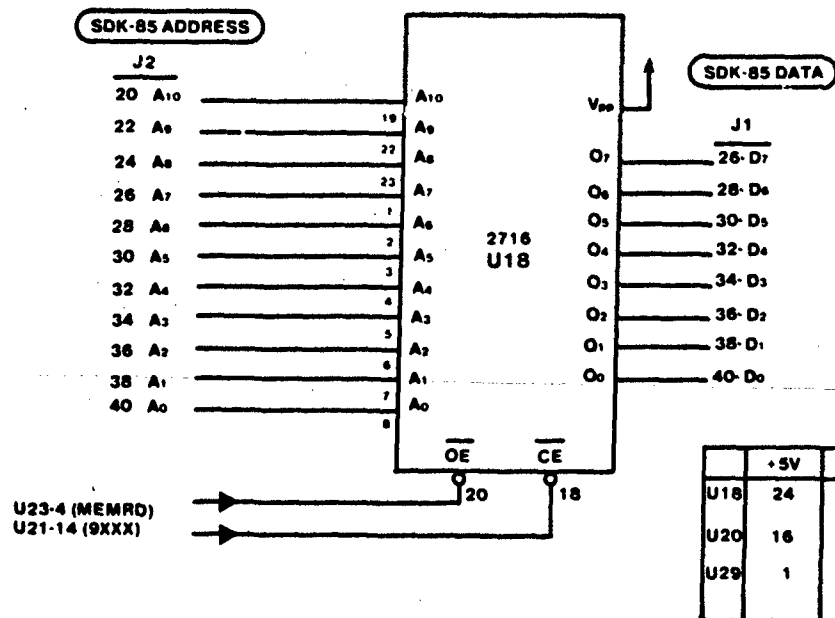 SDK-85 ADDRESS
J2
20 A10
22 A9
24 A8
26 A7
28 A6
30 A5
32 A4
34 A3
36 A2
38 A1
40 A0
19
22
23
1
2
3
4
5
6
7
8
A10
A9
A8
A7
A6
A5
A4
A3
A2
A1
A0
2716
U18
VPP
O7
O6
O5
O4
O3
O2
O1
O0
OE
CE
20
18
SDK-85 DATA
J1
26-D7
28-D6
30-D5
32-D4
34-D3
36-D2
38-D1
40-D0
U23-4 (MEMRD)
U21-14 (9XXX)
+5V
U18 24
U20 16
U29 1